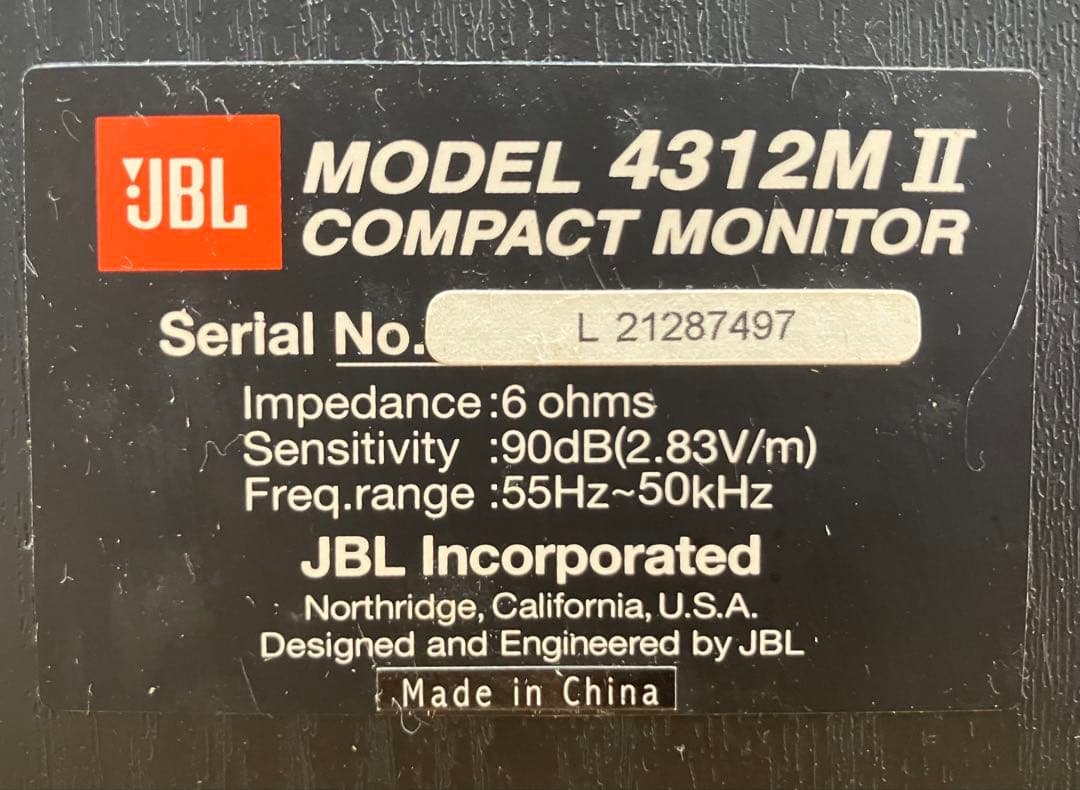 JBL
MODEL 4312M II
COMPACT MONITOR
Serial No. L 21287497
Impedance :6 ohms
Sensitivity :90dB(2.83V/m)
Freq.range :55Hz~50kHz
JBL Incorporated
Northridge, California, U.S.A.
Designed and Engineered by JBL
Made in China